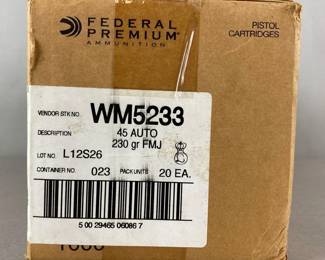 FEDERAL
PREMIUM
AMMUNITION
PISTOL
CARTRIDGES
VENDOR STK NO. WM5233
DESCRIPTION 45 AUTO
230 gr FMJ
LOT NO. L12S26
CONTAINER NO. 023 PACK UNITS 20 EA.
5 00 29465 06086 7
1000